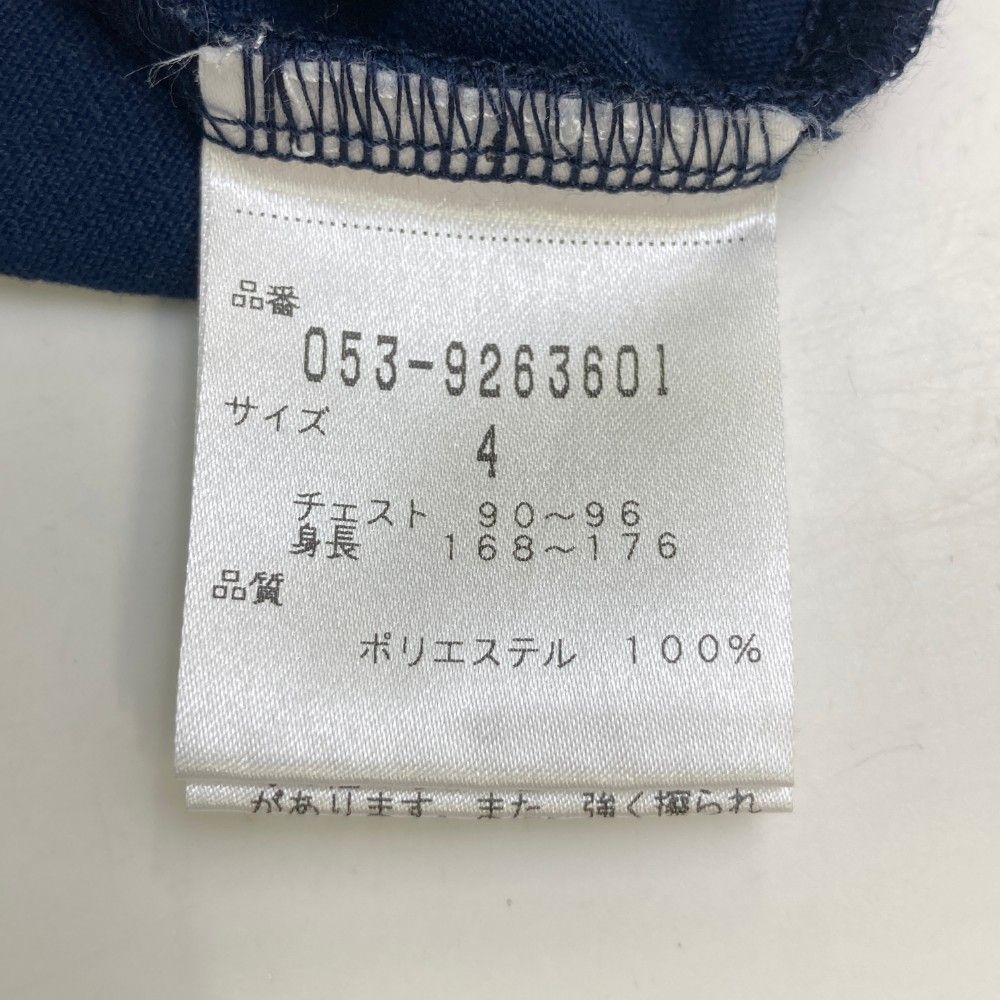 品番
053-9263601
サイズ
4
チェスト 90～96
身長 168～176
品質
ポリエステル 100%
があります。また、強く擦られ